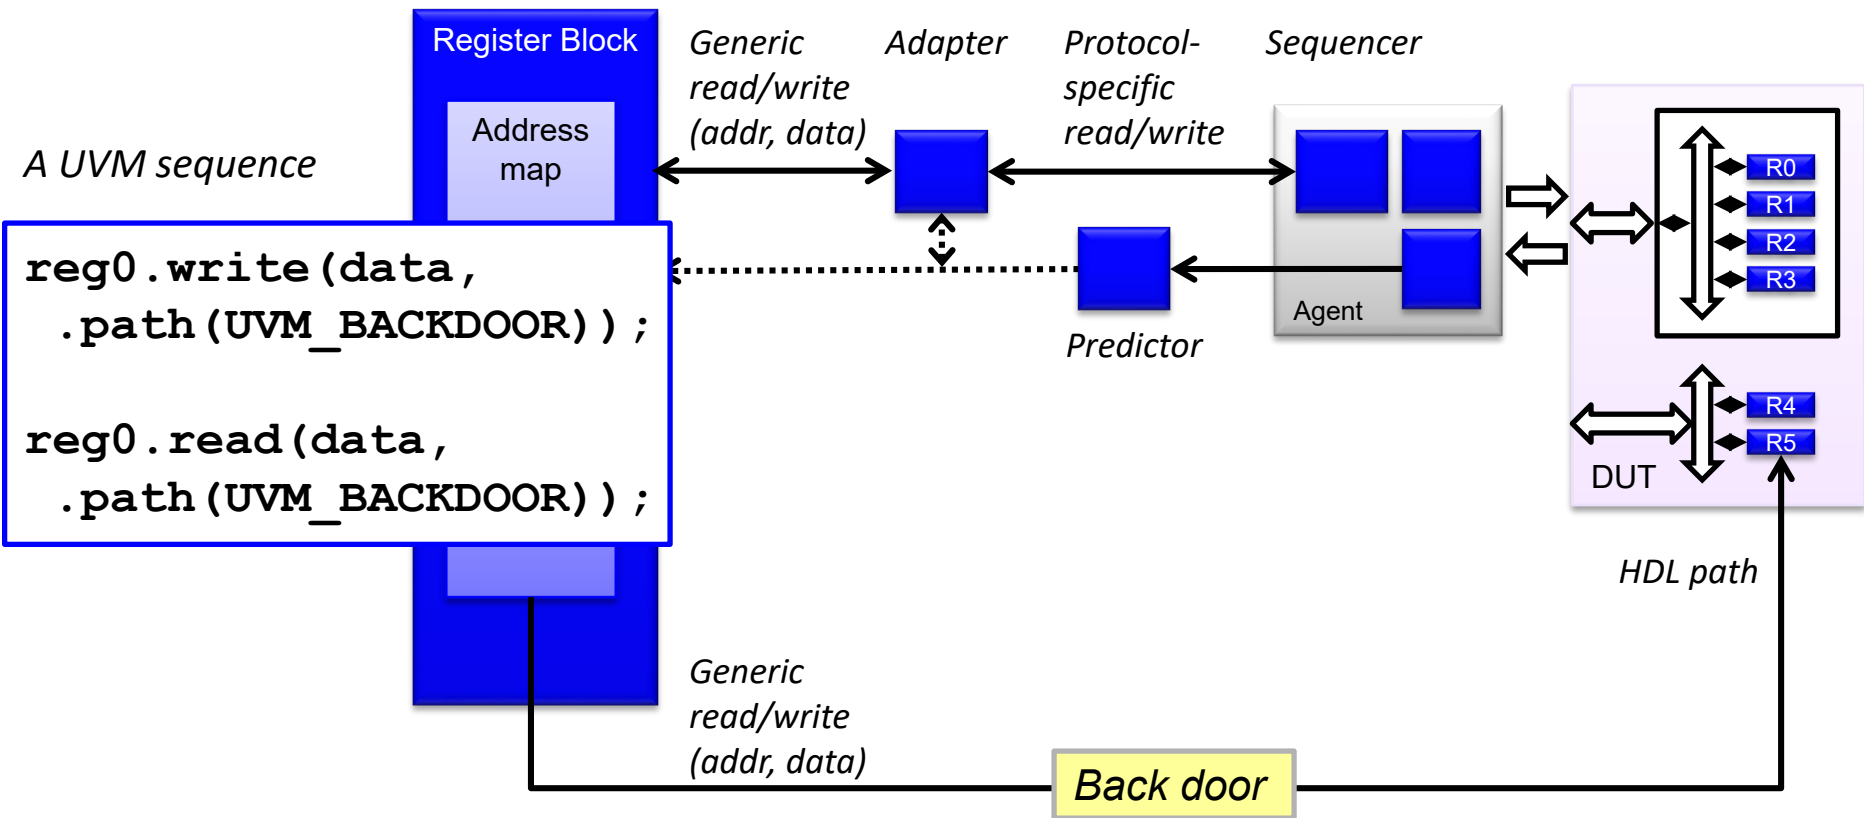 Register Block
Address
map
A UVM sequence
reg0.write(data,
.path(UVM_BACKDOOR));
reg0.read(data,
.path(UVM_BACKDOOR));
Generic
read/write
(addr, data)
Adapter
Protocol-
specific
read/write
Sequencer
Agent
Predictor
R0
R1
R2
R3
R4
R5
DUT
HDL path
Generic
read/write
(addr, data)
Back door